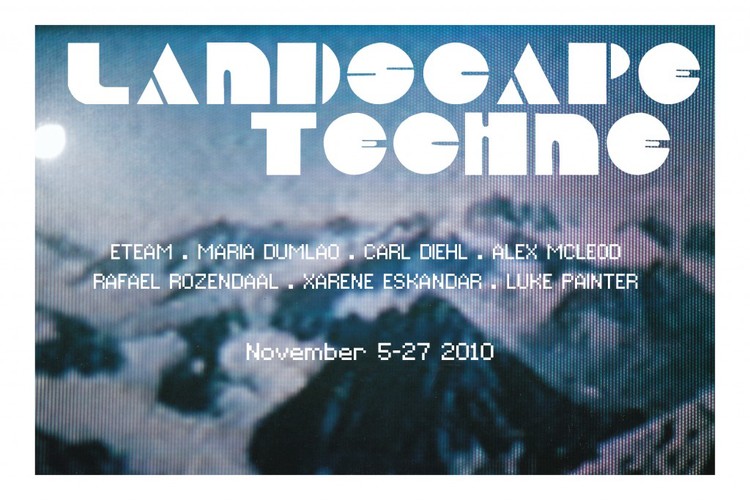 LANDSCAPE
TECHNE
ETEAM . MARIA DUMLAO . CARL DIEHL . ALEX MCLEOD
RAFAEL ROZENDAAL . XARENE ESKANDAR . LUKE PAINTER
November 5-27 2010